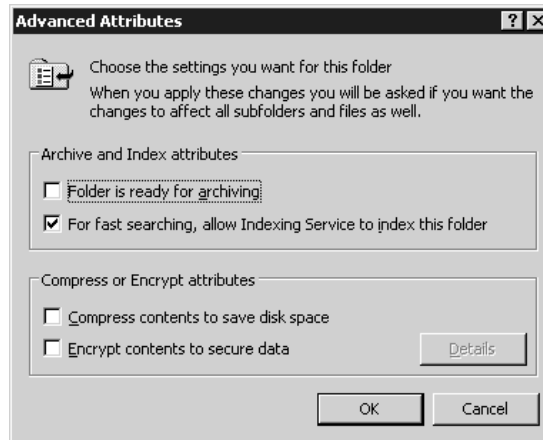 Advanced Attributes
Choose the settings you want for this folder
When you apply these changes you will be asked if you want the
changes to affect all subfolders and files as well.
Archive and Index attributes
Folder is ready for archiving
For fast searching, allow Indexing Service to index this folder
Compress or Encrypt attributes
Compress contents to save disk space
Encrypt contents to secure data
Details
OK
Cancel